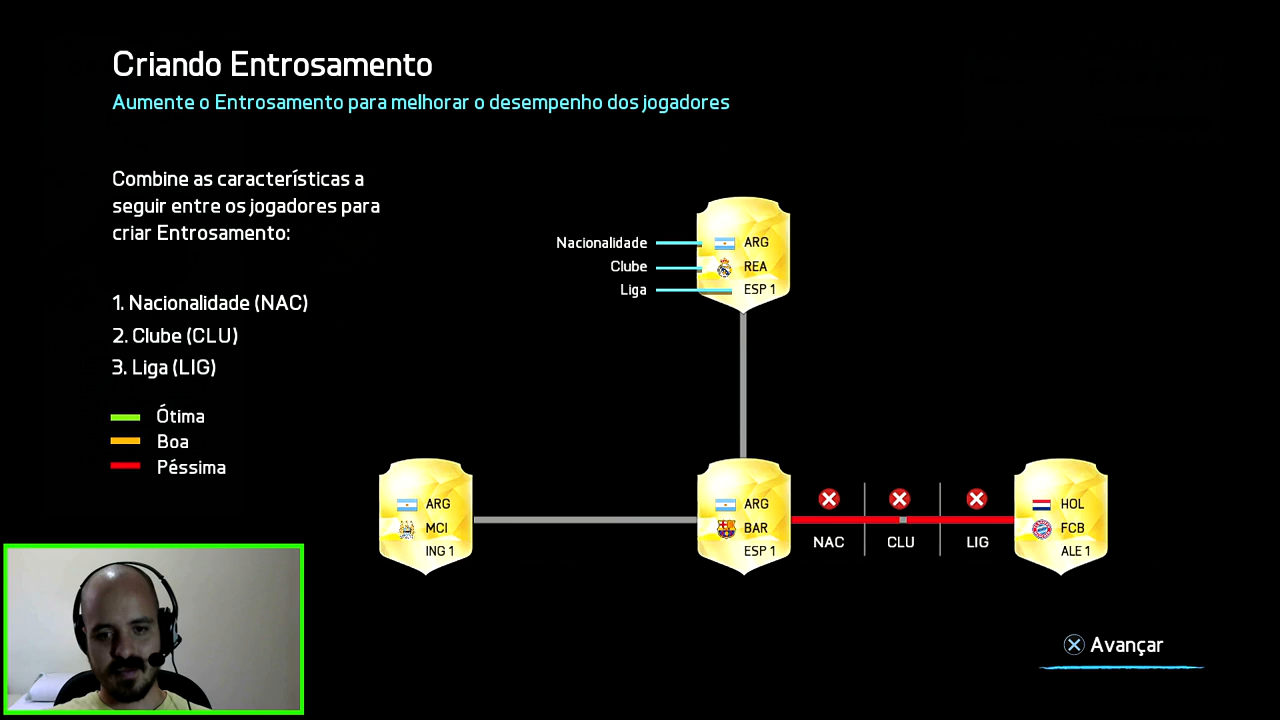 Criando Entrosamento
Aumente o Entrosamento para melhorar o desempenho dos jogadores
Combine as características a
seguir entre os jogadores para
criar Entrosamento:
1. Nacionalidade (NAC)
2. Clube (CLU)
3. Liga (LIG)
Ótima
Boa
Péssima
Nacionalidade
Clube
Liga
ARG
REA
ESP 1
ARG
MCI
ING 1
ARG
BAR
ESP 1
NAC
CLU
LIG
HOL
FCB
ALE 1
Avançar